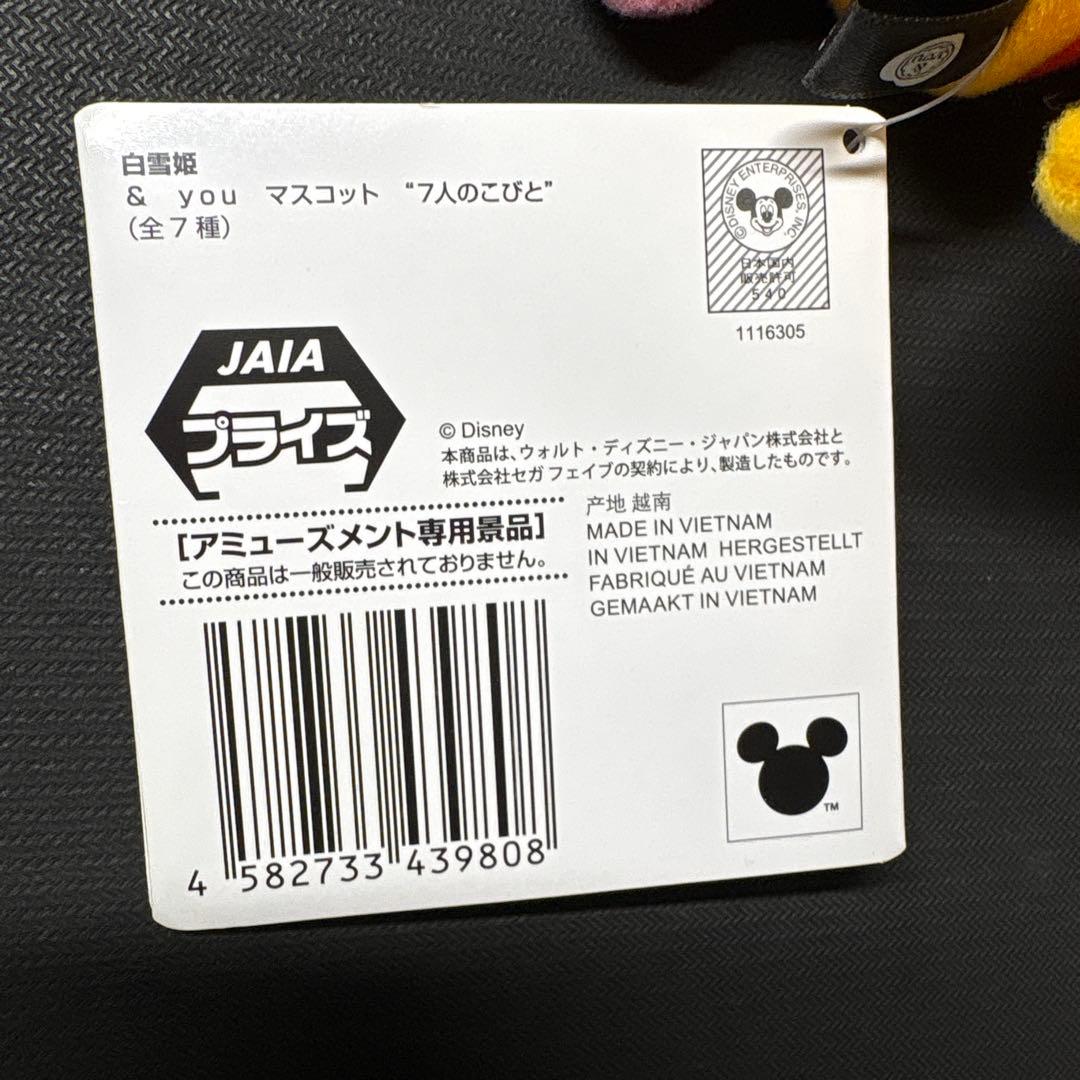 白雪姫
& you マスコット “7人のこびと”
(全7種)
©DISNEY ENTERPRISES, INC.
日本国内
販売許可
540
1116305
JAIA
プライズ
© Disney
本商品は、ウォルト・ディズニー・ジャパン株式会社と
株式会社セガ フェイブの契約により、製造したものです。
[アミューズメント専用景品]
この商品は一般販売されておりません。
产地 越南
MADE IN VIETNAM
IN VIETNAM HERGESTELLT
FABRIQUÉ AU VIETNAM
GEMAAKT IN VIETNAM
4 582733 439808
TM